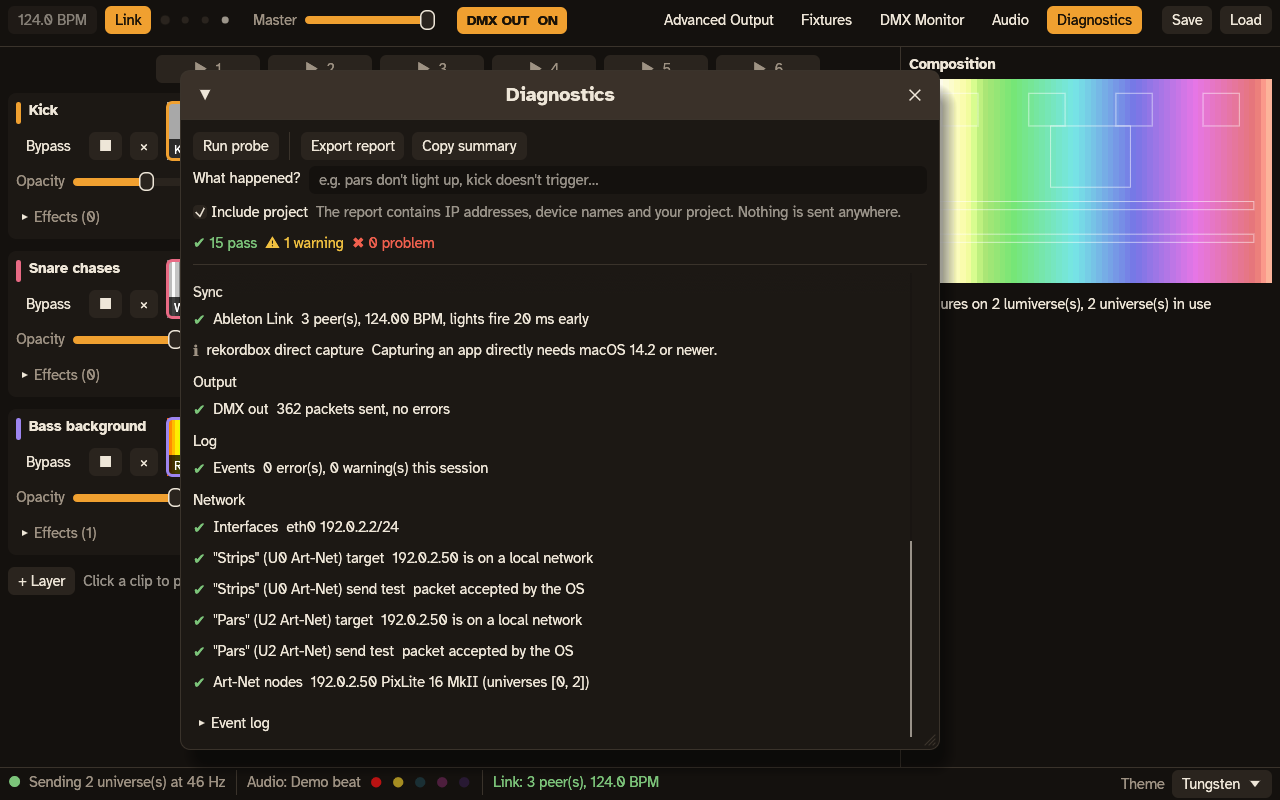 124.0 BPM Link Master DMX OUT ON Advanced Output Fixtures DMX Monitor Audio Diagnostics Save Load
1 2 3 4 5 6
Composition
Diagnostics
Run probe Export report Copy summary
What happened? e.g. pars don't light up, kick doesn't trigger...
Include project The report contains IP addresses, device names and your project. Nothing is sent anywhere.
✔ 15 pass ⚠ 1 warning ✖ 0 problem
Sync
✔ Ableton Link 3 peer(s), 124.00 BPM, lights fire 20 ms early
ℹ rekordbox direct capture Capturing an app directly needs macOS 14.2 or newer.
Output
✔ DMX out 362 packets sent, no errors
Log
✔ Events 0 error(s), 0 warning(s) this session
Network
✔ Interfaces eth0 192.0.2.2/24
✔ "Strips" (U0 Art-Net) target 192.0.2.50 is on a local network
✔ "Strips" (U0 Art-Net) send test packet accepted by the OS
✔ "Pars" (U2 Art-Net) target 192.0.2.50 is on a local network
✔ "Pars" (U2 Art-Net) send test packet accepted by the OS
✔ Art-Net nodes 192.0.2.50 PixLite 16 MkII (universes [0, 2])
▸ Event log
Kick
Bypass ×
K
Opacity
▸ Effects (0)
Snare chases
Bypass ×
W
Opacity
▸ Effects (0)
Bass background
Bypass ×
R
Opacity
▸ Effects (1)
+ Layer Click a clip to p
ures on 2 lumiverse(s), 2 universe(s) in use
Sending 2 universe(s) at 46 Hz Audio: Demo beat Link: 3 peer(s), 124.0 BPM Theme Tungsten